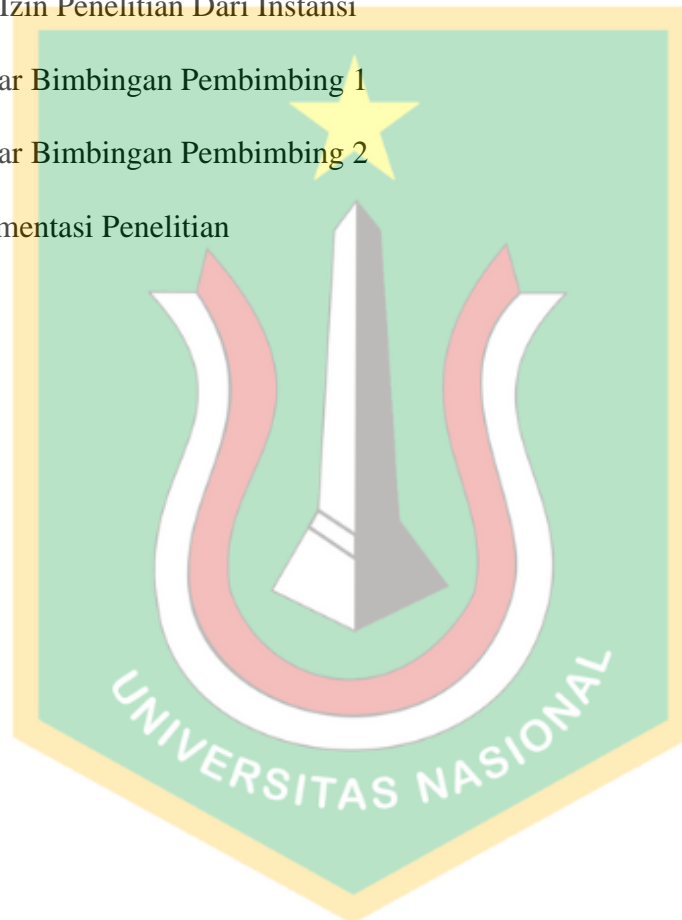 Izin Penelitian Dari Instansi
ar Bimbingan Pembimbing 1
ar Bimbingan Pembimbing 2
mentasi Penelitian
UNIVERSITAS NASIONAL